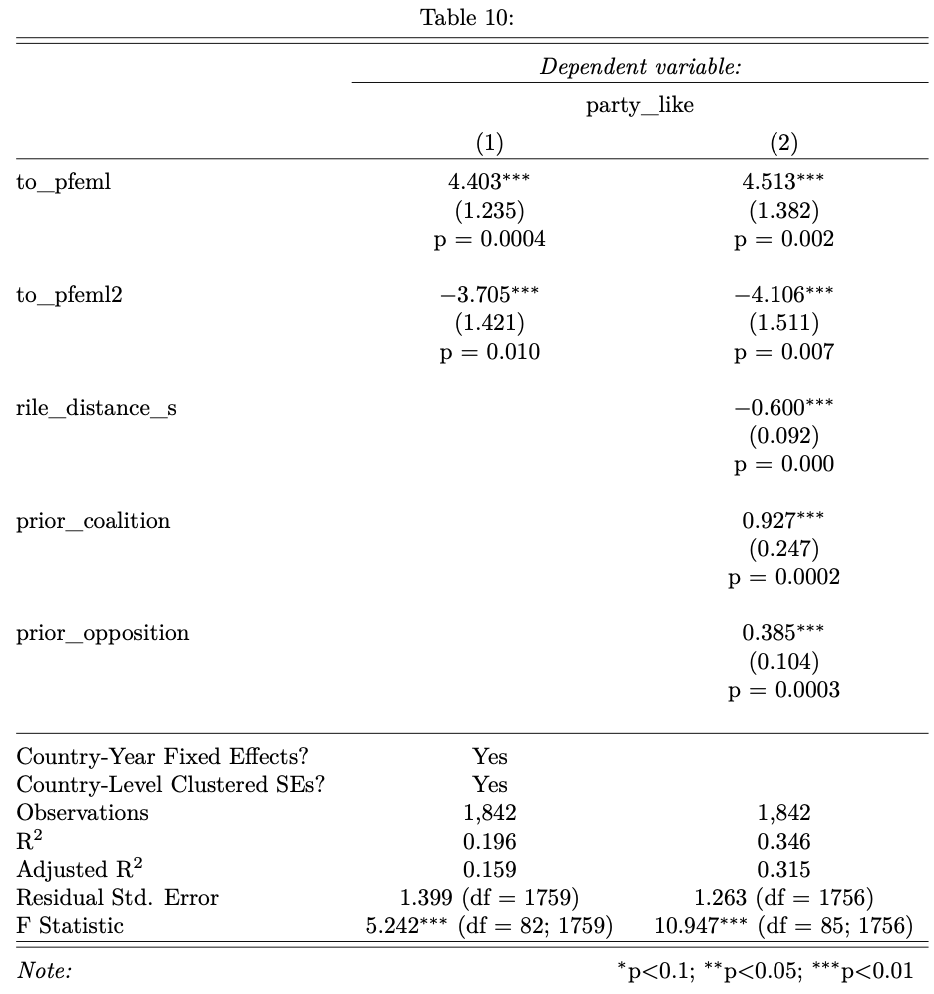 Table 10:
Dependent variable:
party_like
(1) (2)
to_pfeml 4.403*** 4.513***
(1.235) (1.382)
p = 0.0004 p = 0.002
to_pfeml2 −3.705*** −4.106***
(1.421) (1.511)
p = 0.010 p = 0.007
rile_distance_s −0.600***
(0.092)
p = 0.000
prior_coalition 0.927***
(0.247)
p = 0.0002
prior_opposition 0.385***
(0.104)
p = 0.0003
Country-Year Fixed Effects? Yes
Country-Level Clustered SEs? Yes
Observations 1,842 1,842
R² 0.196 0.346
Adjusted R² 0.159 0.315
Residual Std. Error 1.399 (df = 1759) 1.263 (df = 1756)
F Statistic 5.242*** (df = 82; 1759) 10.947*** (df = 85; 1756)
Note: *p<0.1; **p<0.05; ***p<0.01